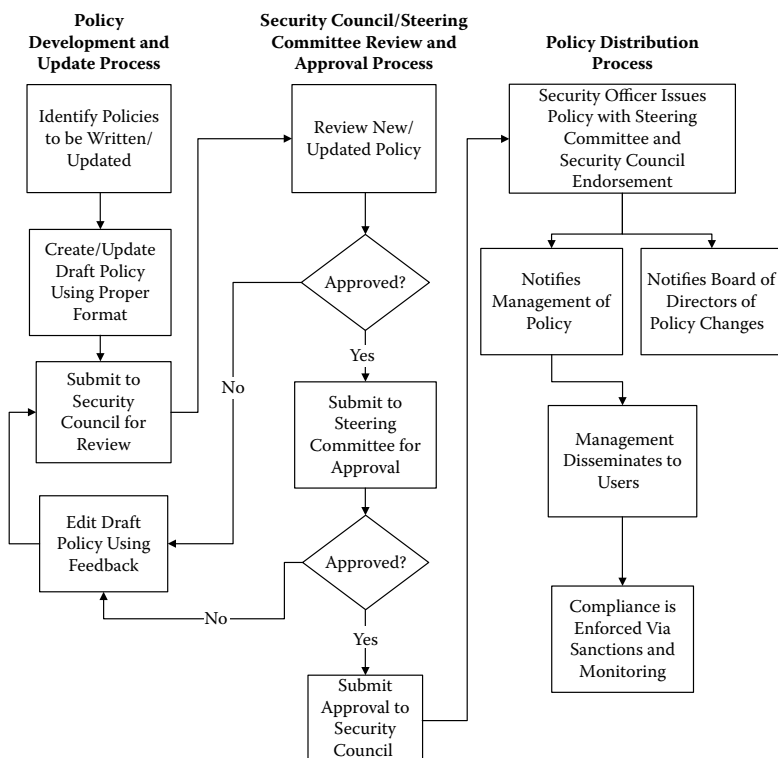 Policy
Development and
Update Process
Identify Policies
to be Written/
Updated
Create/Update
Draft Policy
Using Proper
Format
Submit to
Security
Council for
Review
Edit Draft
Policy Using
Feedback
Security Council/Steering
Committee Review and
Approval Process
Review New/
Updated Policy
Approved?
No
Yes
Submit to
Steering
Committee for
Approval
Approved?
No
Yes
Submit
Approval to
Security
Council
Policy Distribution
Process
Security Officer Issues
Policy with Steering
Committee and
Security Council
Endorsement
Notifies
Management of
Policy
Notifies Board of
Directors of
Policy Changes
Management
Disseminates to
Users
Compliance is
Enforced Via
Sanctions and
Monitoring